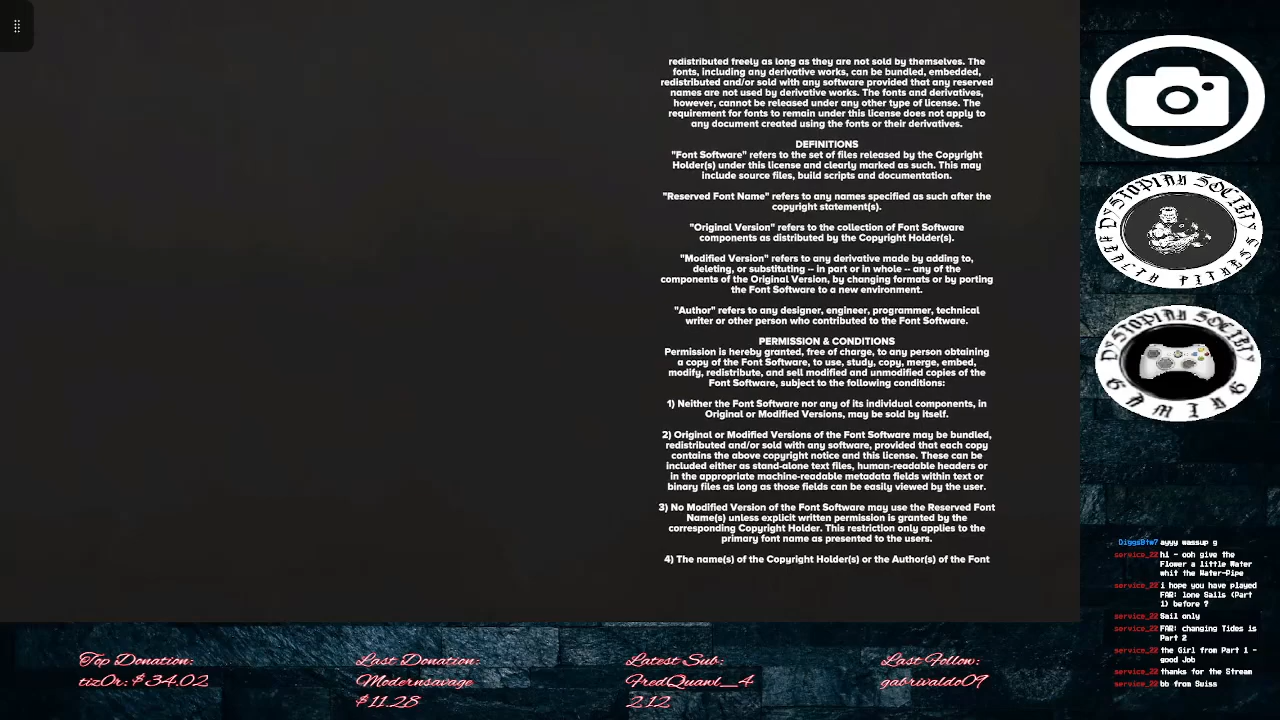 redistributed freely as long as they are not sold by themselves. The
fonts, including any derivative works, can be bundled, embedded,
redistributed and/or sold with any software provided that any reserved
names are not used by derivative works. The fonts and derivatives,
however, cannot be released under any other type of license. The
requirement for fonts to remain under this license does not apply to
any document created using the fonts or their derivatives.
DEFINITIONS
"Font Software" refers to the set of files released by the Copyright
Holder(s) under this license and clearly marked as such. This may
include source files, build scripts and documentation.
"Reserved Font Name" refers to any names specified as such after the
copyright statement(s).
"Original Version" refers to the collection of Font Software
components as distributed by the Copyright Holder(s).
"Modified Version" refers to any derivative made by adding to,
deleting, or substituting -- in part or in whole -- any of the
components of the Original Version, by changing formats or by porting
the Font Software to a new environment.
"Author" refers to any designer, engineer, programmer, technical
writer or other person who contributed to the Font Software.
PERMISSION & CONDITIONS
Permission is hereby granted, free of charge, to any person obtaining
a copy of the Font Software, to use, study, copy, merge, embed,
modify, redistribute, and sell modified and unmodified copies of the
Font Software, subject to the following conditions:
1) Neither the Font Software nor any of its individual components, in
Original or Modified Versions, may be sold by itself.
2) Original or Modified Versions of the Font Software may be bundled,
redistributed and/or sold with any software, provided that each copy
contains the above copyright notice and this license. These can be
included either as stand-alone text files, human-readable headers or
in the appropriate machine-readable metadata fields within text or
binary files as long as those fields can be easily viewed by the user.
3) No Modified Version of the Font Software may use the Reserved Font
Name(s) unless explicit written permission is granted by the
corresponding Copyright Holder. This restriction only applies to the
primary font name as presented to the users.
4) The name(s) of the Copyright Holder(s) or the Author(s) of the Font
DYSTOPIAN SOCIETY
HEALTH FITNESS
DYSTOPIAN SOCIETY
GAMING
DiggsBtw7 ayyy wassup g
service_22 hi - ooh give the
Flower a little Water
whit the Water-Pipe
service_22 i hope you have played
FAR: lone Sails (Part
1) before ?
service_22 Sail only
service_22 FAR: changing Tides is
Part 2
service_22 the Girl from Part 1 -
good Job
service_22 thanks for the Stream
service_22 bb from Suiss
Top Donation:
tiz0r: $34.02
Last Donation:
Modernsavage
$11.28
Latest Sub:
FredQuawl_4
212
Last Follow:
gabrivaldo09